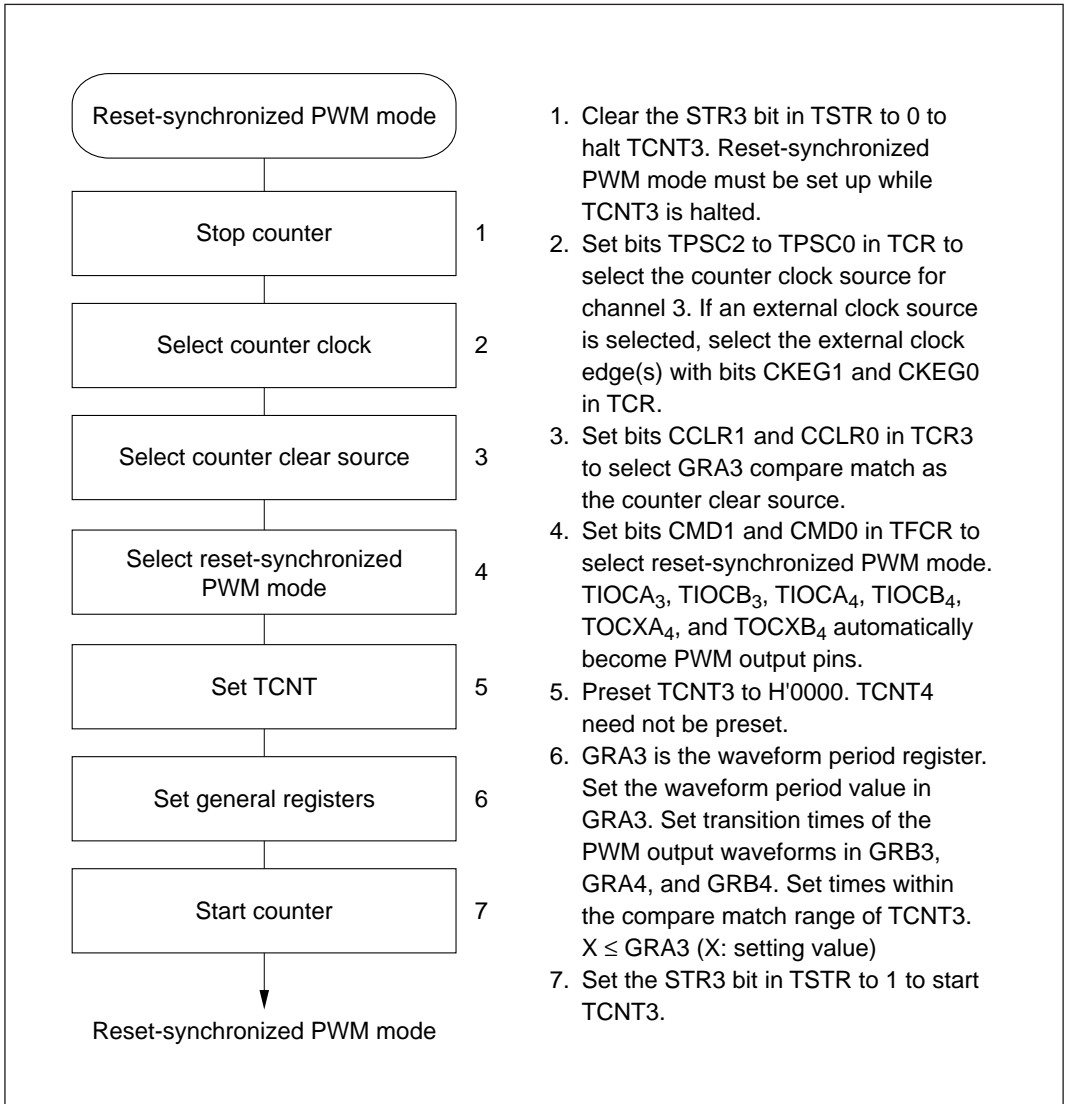 Reset-synchronized PWM mode
Stop counter 1
Select counter clock 2
Select counter clear source 3
Select reset-synchronized
PWM mode 4
Set TCNT 5
Set general registers 6
Start counter 7
Reset-synchronized PWM mode
1. Clear the STR3 bit in TSTR to 0 to
halt TCNT3. Reset-synchronized
PWM mode must be set up while
TCNT3 is halted.
2. Set bits TPSC2 to TPSC0 in TCR to
select the counter clock source for
channel 3. If an external clock source
is selected, select the external clock
edge(s) with bits CKEG1 and CKEG0
in TCR.
3. Set bits CCLR1 and CCLR0 in TCR3
to select GRA3 compare match as
the counter clear source.
4. Set bits CMD1 and CMD0 in TFCR to
select reset-synchronized PWM mode.
TIOCA₃, TIOCB₃, TIOCA₄, TIOCB₄,
TOCXA₄, and TOCXB₄ automatically
become PWM output pins.
5. Preset TCNT3 to H'0000. TCNT4
need not be preset.
6. GRA3 is the waveform period register.
Set the waveform period value in
GRA3. Set transition times of the
PWM output waveforms in GRB3,
GRA4, and GRB4. Set times within
the compare match range of TCNT3.
X ≤ GRA3 (X: setting value)
7. Set the STR3 bit in TSTR to 1 to start
TCNT3.